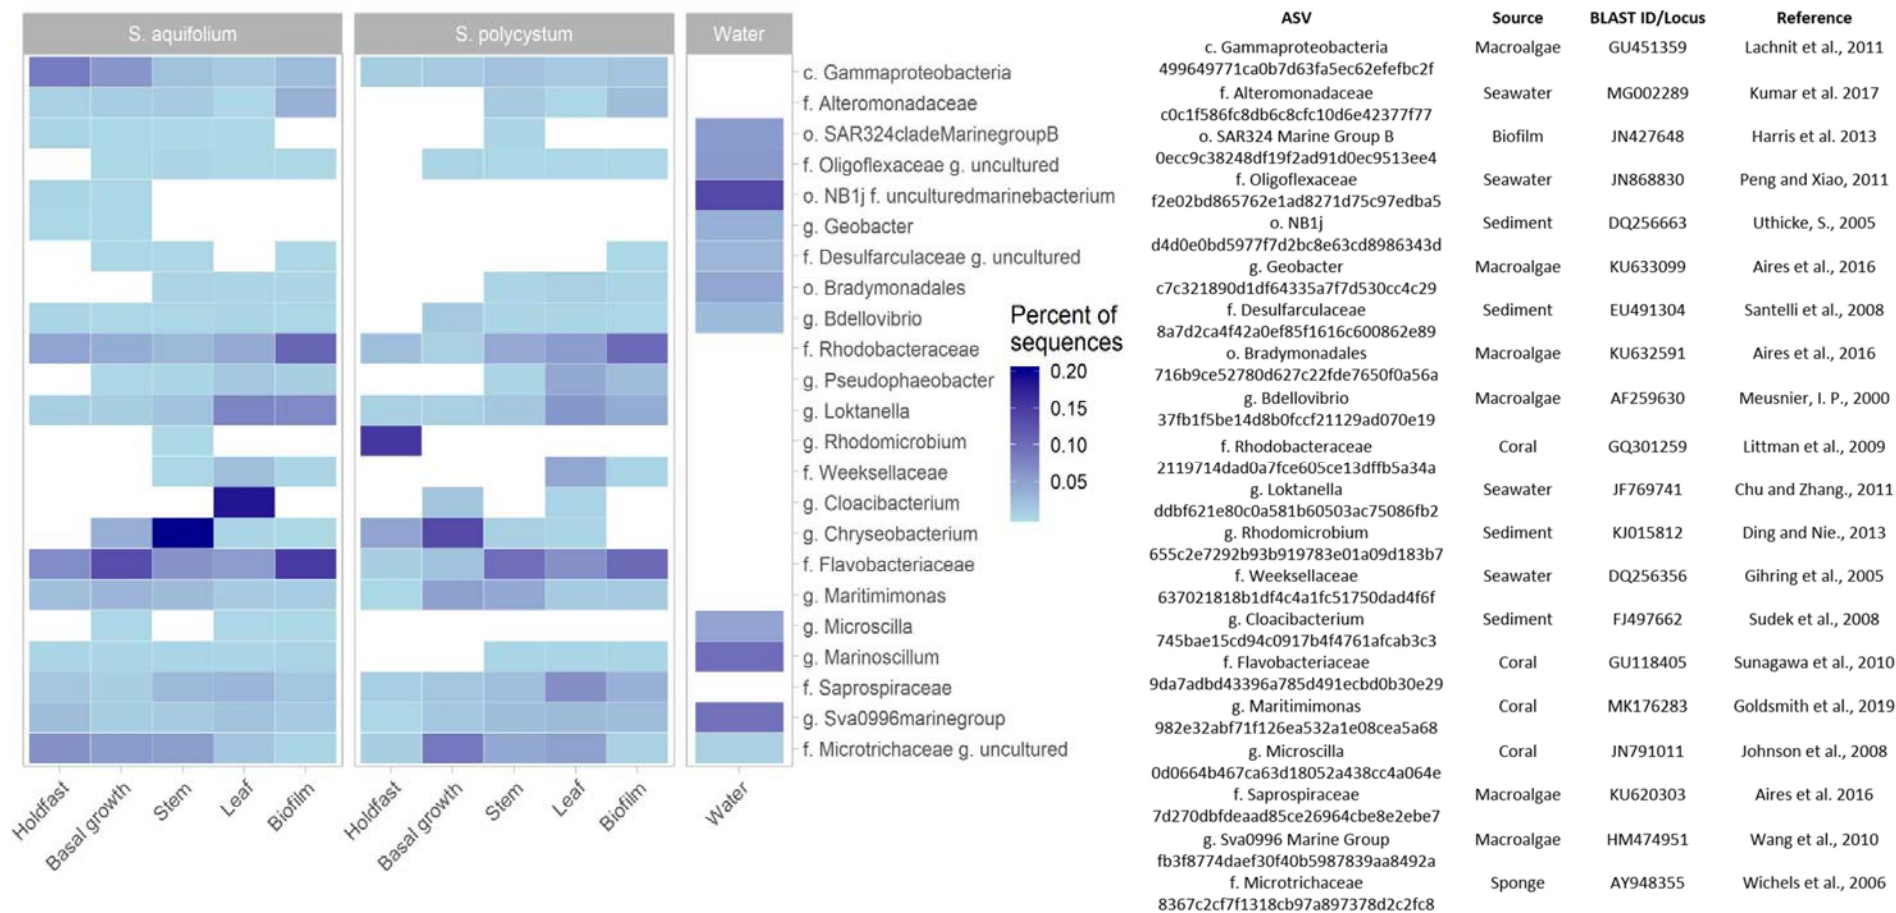 S. aquifolium
S. polycystum
Water
c. Gammaproteobacteria
f. Alteromonadaceae
o. SAR324cladeMarinegroupB
f. Oligoflexaceae g. uncultured
o. NB1j f. unculturedmarinebacterium
g. Geobacter
f. Desulfarculaceae g. uncultured
o. Bradymonadales
g. Bdellovibrio
f. Rhodobacteraceae
g. Pseudophaeobacter
g. Loktanella
g. Rhodomicrobium
f. Weeksellaceae
g. Cloacibacterium
g. Chryseobacterium
f. Flavobacteriaceae
g. Maritimimonas
g. Microscilla
g. Marinoscillum
f. Saprospiraceae
g. Sva0996marinegroup
f. Microtrichaceae g. uncultured
Holdfast
Basal growth
Stem
Leaf
Biofilm
Holdfast
Basal growth
Stem
Leaf
Biofilm
Water
Percent of
sequences
0.20
0.15
0.10
0.05
ASV Source BLAST ID/Locus Reference
c. Gammaproteobacteria Macroalgae GU451359 Lachnit et al., 2011
499649771ca0b7d63fa5ec62efefbc2f
f. Alteromonadaceae Seawater MG002289 Kumar et al. 2017
c0c1f586fc8db6c8cfc10d6e42377f77
o. SAR324 Marine Group B Biofilm JN427648 Harris et al. 2013
0ecc9c38248df19f2ad91d0ec9513ee4
f. Oligoflexaceae Seawater JN868830 Peng and Xiao, 2011
f2e02bd865762e1ad8271d75c97edba5
o. NB1j Sediment DQ256663 Uthicke, S., 2005
d4d0e0bd5977f7d2bc8e63cd8986343d
g. Geobacter Macroalgae KU633099 Aires et al., 2016
c7c321890d1df64335a7f7d530cc4c29
f. Desulfarculaceae Sediment EU491304 Santelli et al., 2008
8a7d2ca4f42a0ef85f1616c600862e89
o. Bradymonadales Macroalgae KU632591 Aires et al., 2016
716b9ce52780d627c22fde7650f0a56a
g. Bdellovibrio Macroalgae AF259630 Meusnier, I. P., 2000
37fb1f5be14d8b0fccf21129ad070e19
f. Rhodobacteraceae Coral GQ301259 Littman et al., 2009
2119714dad0a7fce605ce13dffb5a34a
g. Loktanella Seawater JF769741 Chu and Zhang., 2011
ddbf621e80c0a581b60503ac75086fb2
g. Rhodomicrobium Sediment KJ015812 Ding and Nie., 2013
655c2e7292b93b919783e01a09d183b7
f. Weeksellaceae Seawater DQ256356 Gihring et al., 2005
637021818b1df4c4a1fc51750dad4f6f
g. Cloacibacterium Sediment FJ497662 Sudek et al., 2008
745bae15cd94c0917b4f4761afcab3c3
f. Flavobacteriaceae Coral GU118405 Sunagawa et al., 2010
9da7adbd43396a785d491ecbd0b30e29
g. Maritimimonas Coral MK176283 Goldsmith et al., 2019
982e32abf71f126ea532a1e08cea5a68
g. Microscilla Coral JN791011 Johnson et al., 2008
0d0664b467ca63d18052a438cc4a064e
f. Saprospiraceae Macroalgae KU620303 Aires et al. 2016
7d270dbfdeaad85ce26964cbe8e2ebe7
g. Sva0996 Marine Group Macroalgae HM474951 Wang et al., 2010
fb3f8774daef30f40b5987839aa8492a
f. Microtrichaceae Sponge AY948355 Wichels et al., 2006
8367c2cf7f1318cb97a897378d2c2fc8